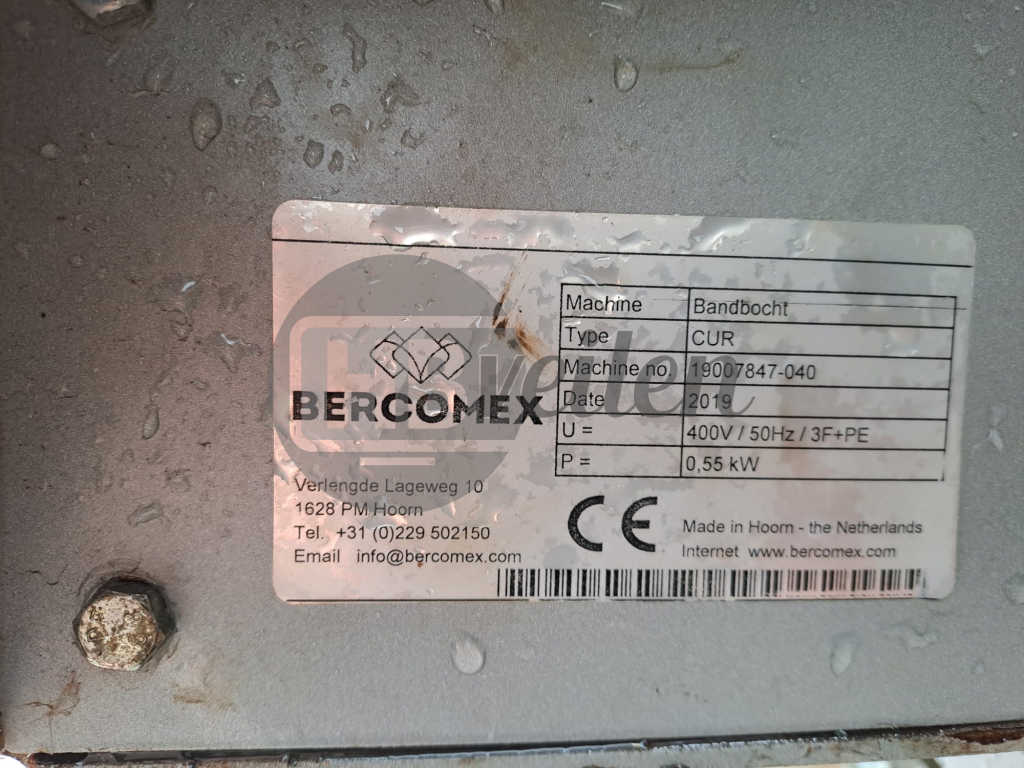 BERCOMEX
Verlengde Lageweg 10
1628 PM Hoorn
Tel. +31 (0)229 502150
Email info@bercomex.com
Machine Bandbocht
Type CUR
Machine no. 19007847-040
Date 2019
U = 400V / 50Hz / 3F+PE
P = 0,55 kW
CE
Made in Hoorn - the Netherlands
Internet www.bercomex.com
veilen